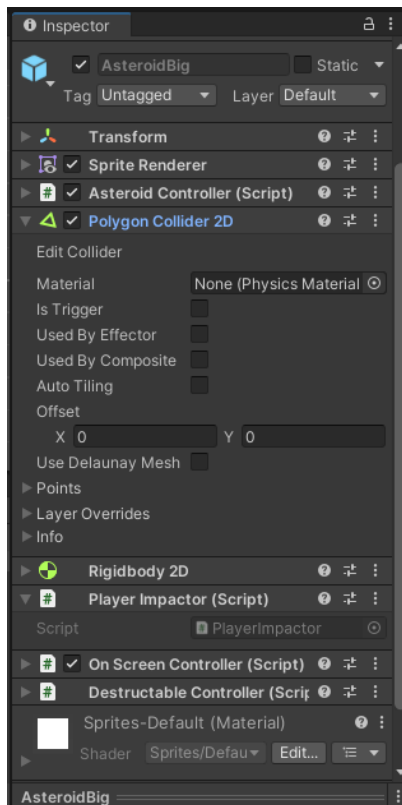 Inspector
AsteroidBig Static
Tag Untagged Layer Default
Transform
Sprite Renderer
# Asteroid Controller (Script)
Polygon Collider 2D
Edit Collider
Material None (Physics Material
Is Trigger
Used By Effector
Used By Composite
Auto Tiling
Offset
X 0 Y 0
Use Delaunay Mesh
Points
Layer Overrides
Info
Rigidbody 2D
# Player Impactor (Script)
Script # PlayerImpactor
# On Screen Controller (Script)
# Destructable Controller (Scrip
Sprites-Default (Material)
Shader Sprites/Defau Edit...
AsteroidBig